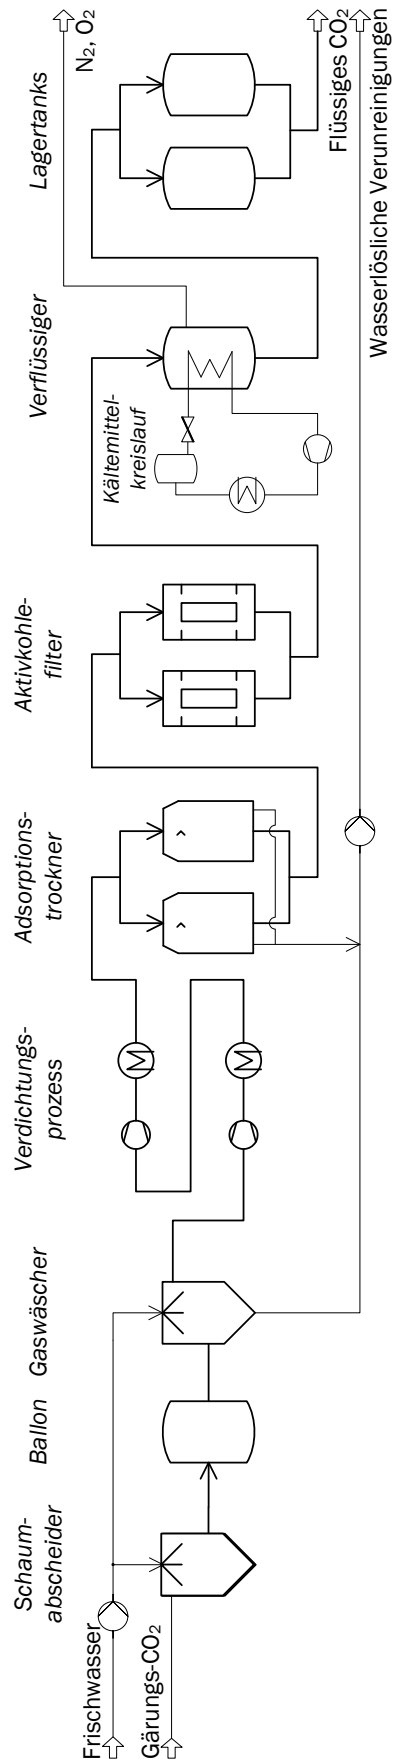 Schaum-
abscheider
Ballon
Gaswäscher
Verdichtungs-
prozess
Adsorptions-
trockner
Aktivkohle-
filter
Verflüssiger
Lagertanks
Frischwasser
Gärungs-CO₂
Kältemittel-
kreislauf
N₂, O₂
Flüssiges CO₂
Wasserlösliche Verunreinigungen